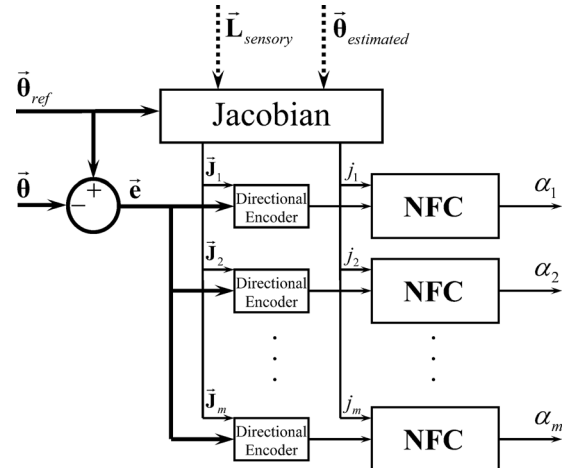 L⃗ sensory
θ⃗ estimated
θ⃗ ref
Jacobian
θ⃗
+
−
e⃗
J⃗1
j1
Directional Encoder
NFC
α1
J⃗2
j2
Directional Encoder
NFC
α2
J⃗m
jm
Directional Encoder
NFC
αm